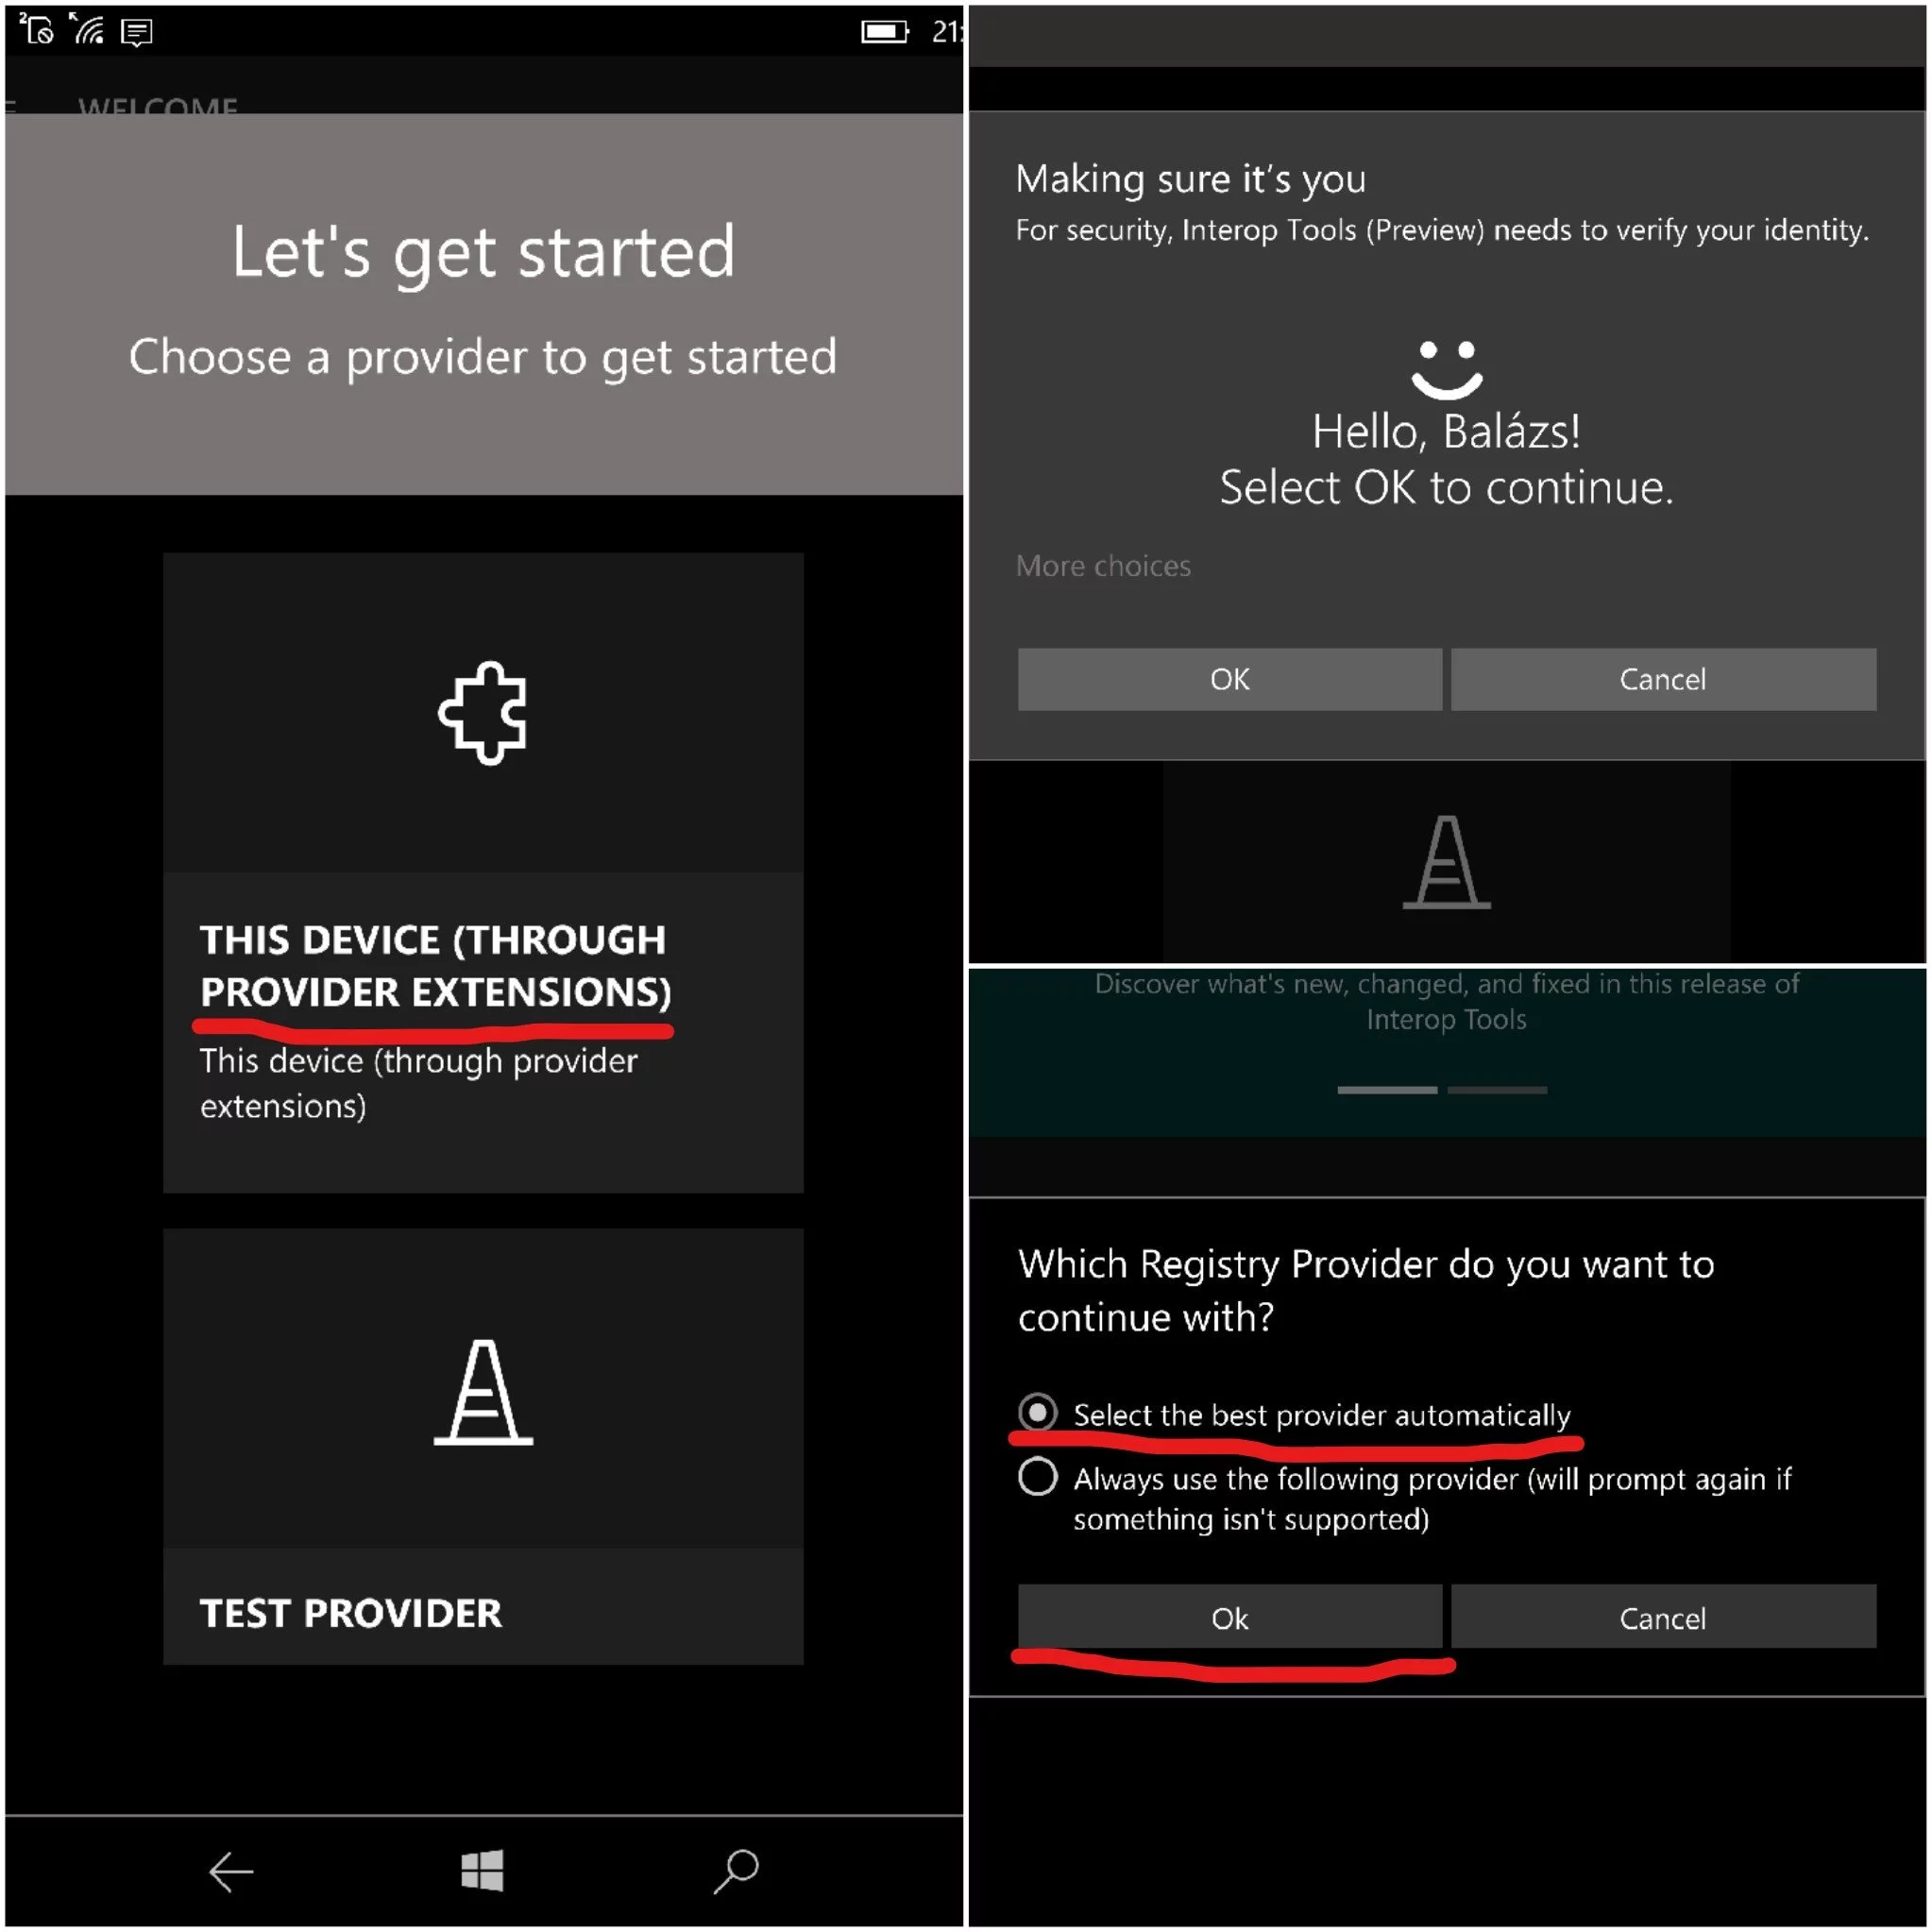 2
21:
WELCOME
Let's get started
Choose a provider to get started
THIS DEVICE (THROUGH
PROVIDER EXTENSIONS)
This device (through provider
extensions)
TEST PROVIDER
Making sure it's you
For security, Interop Tools (Preview) needs to verify your identity.
Hello, Balázs!
Select OK to continue.
More choices
OK
Cancel
Discover what's new, changed, and fixed in this release of
Interop Tools
Which Registry Provider do you want to
continue with?
Select the best provider automatically
Always use the following provider (will prompt again if
something isn't supported)
Ok
Cancel